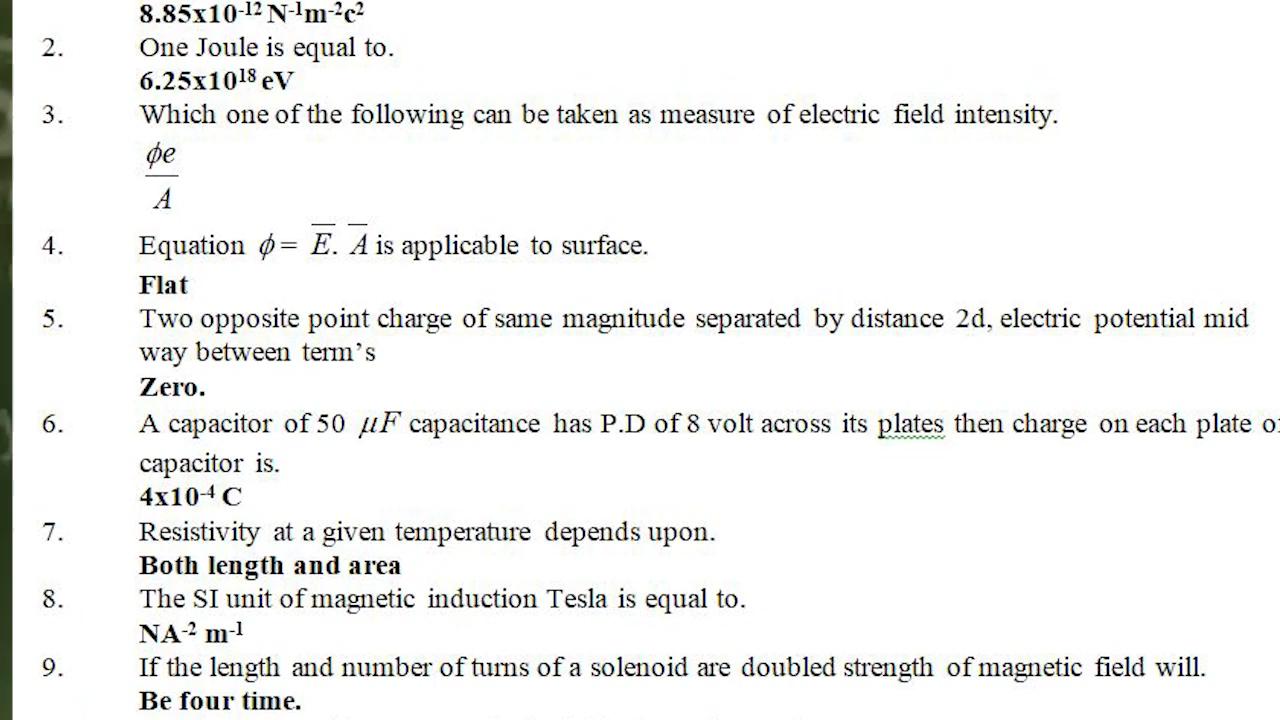 8.85x10⁻¹² N⁻¹m⁻²c²
2. One Joule is equal to.
6.25x10¹⁸ eV
3. Which one of the following can be taken as measure of electric field intensity.
ϕe
A
4. Equation ϕ = E̅. A̅ is applicable to surface.
Flat
5. Two opposite point charge of same magnitude separated by distance 2d, electric potential mid
way between term’s
Zero.
6. A capacitor of 50 μF capacitance has P.D of 8 volt across its plates then charge on each plate of
capacitor is.
4x10⁻⁴ C
7. Resistivity at a given temperature depends upon.
Both length and area
8. The SI unit of magnetic induction Tesla is equal to.
NA⁻² m⁻¹
9. If the length and number of turns of a solenoid are doubled strength of magnetic field will.
Be four time.